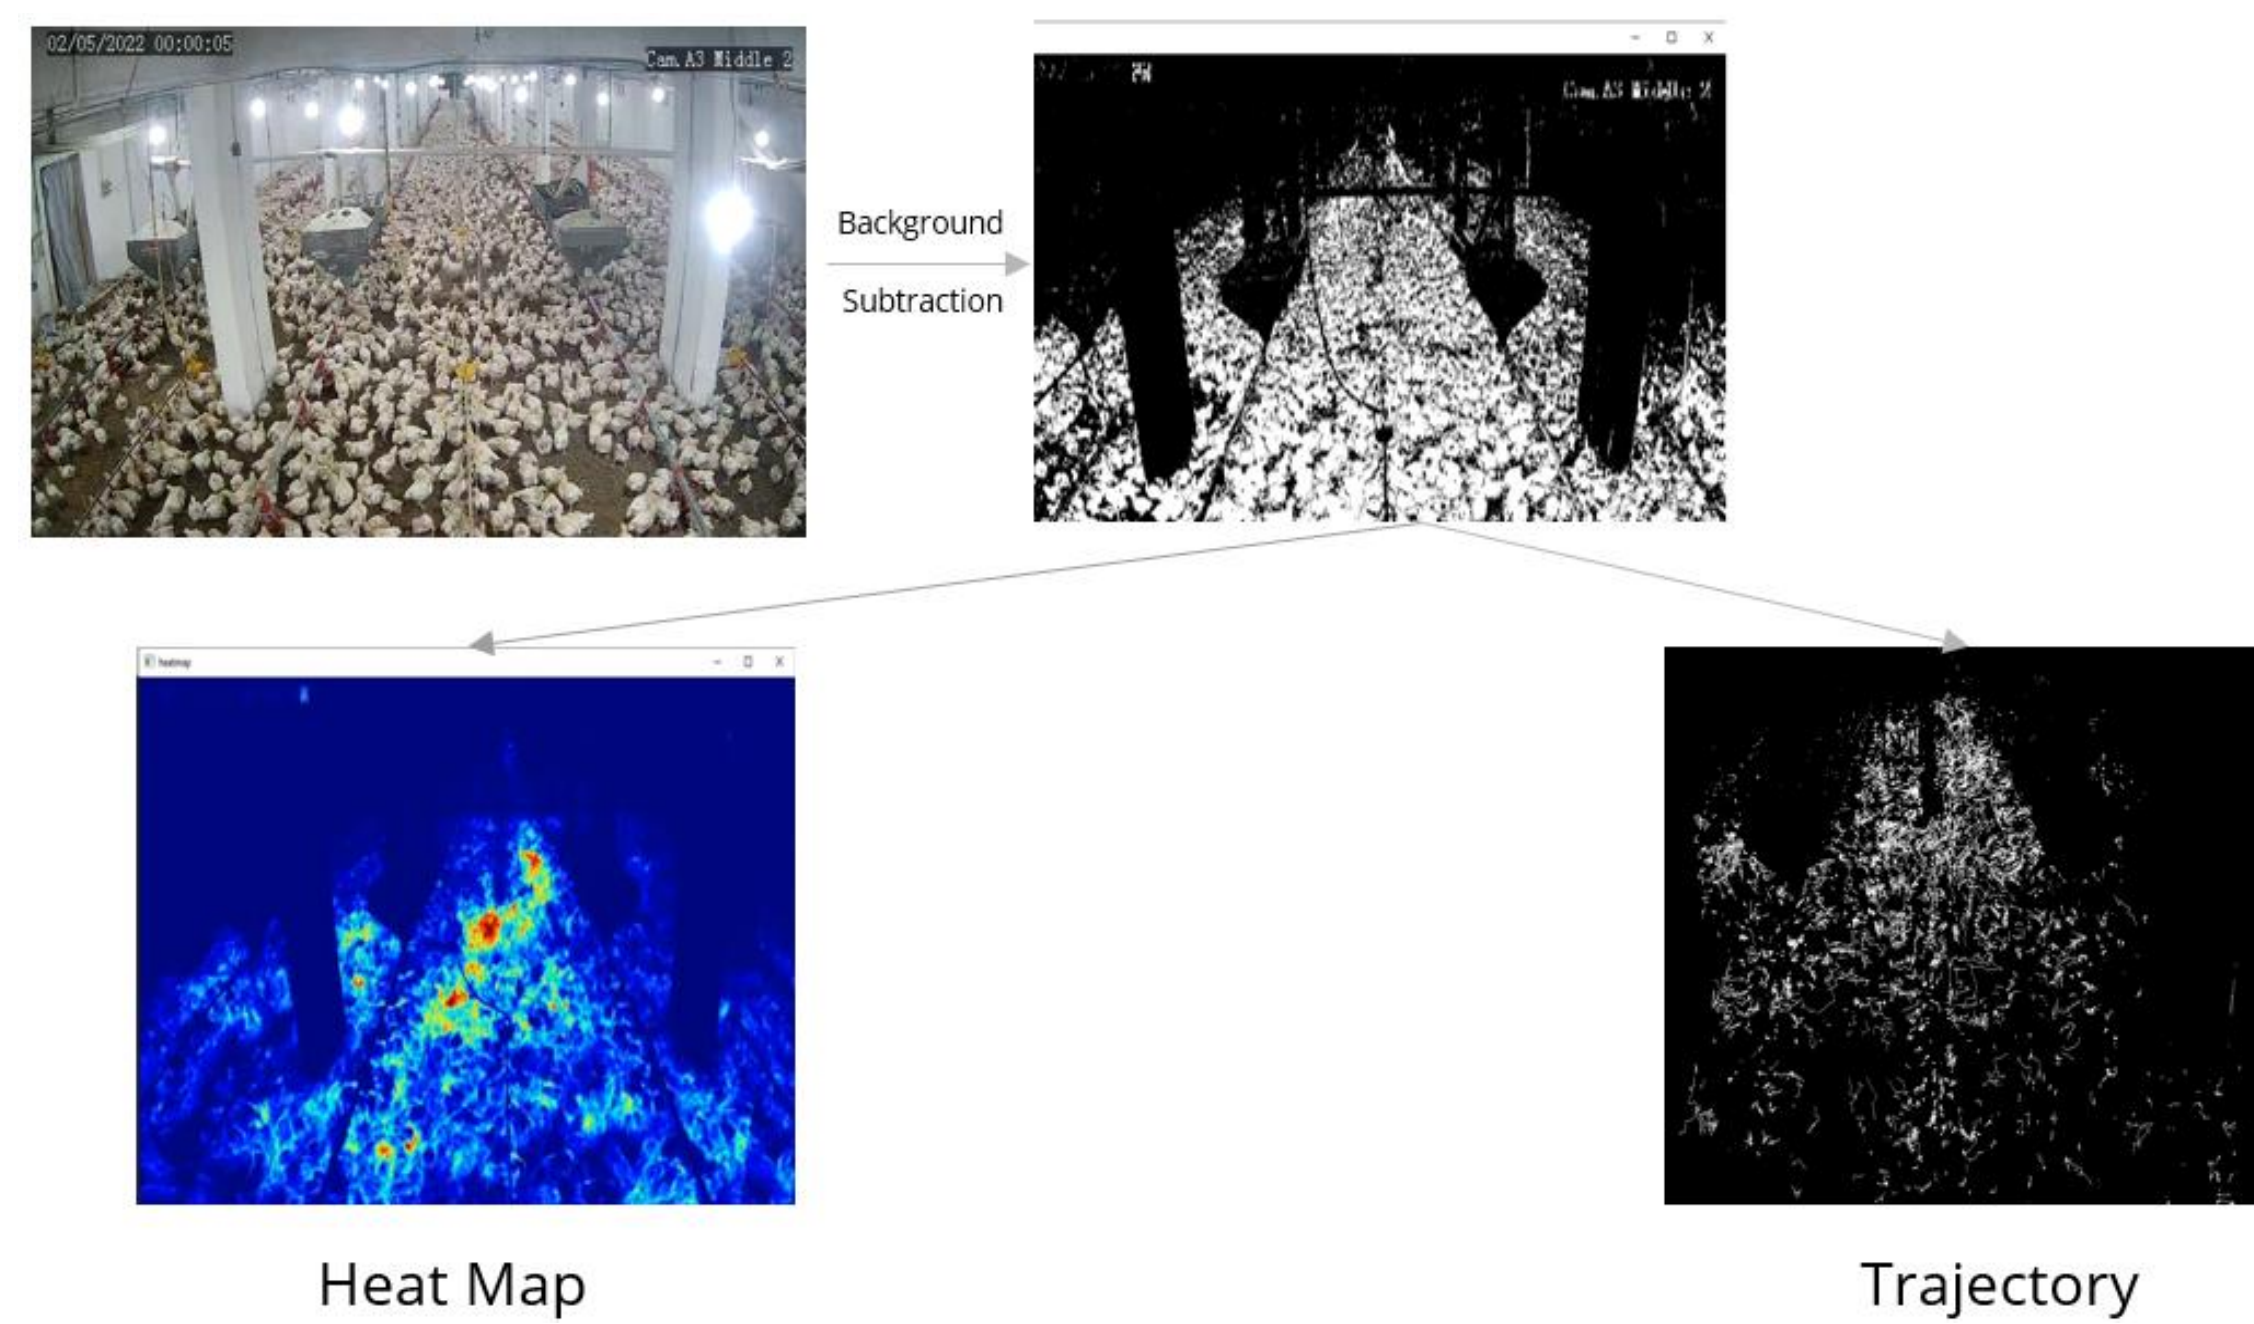 02/05/2022 00:00:05
Cam.A3 Middle 2
Background
Subtraction
Cam.A3 Middle 2
heatmap
Heat Map
Trajectory